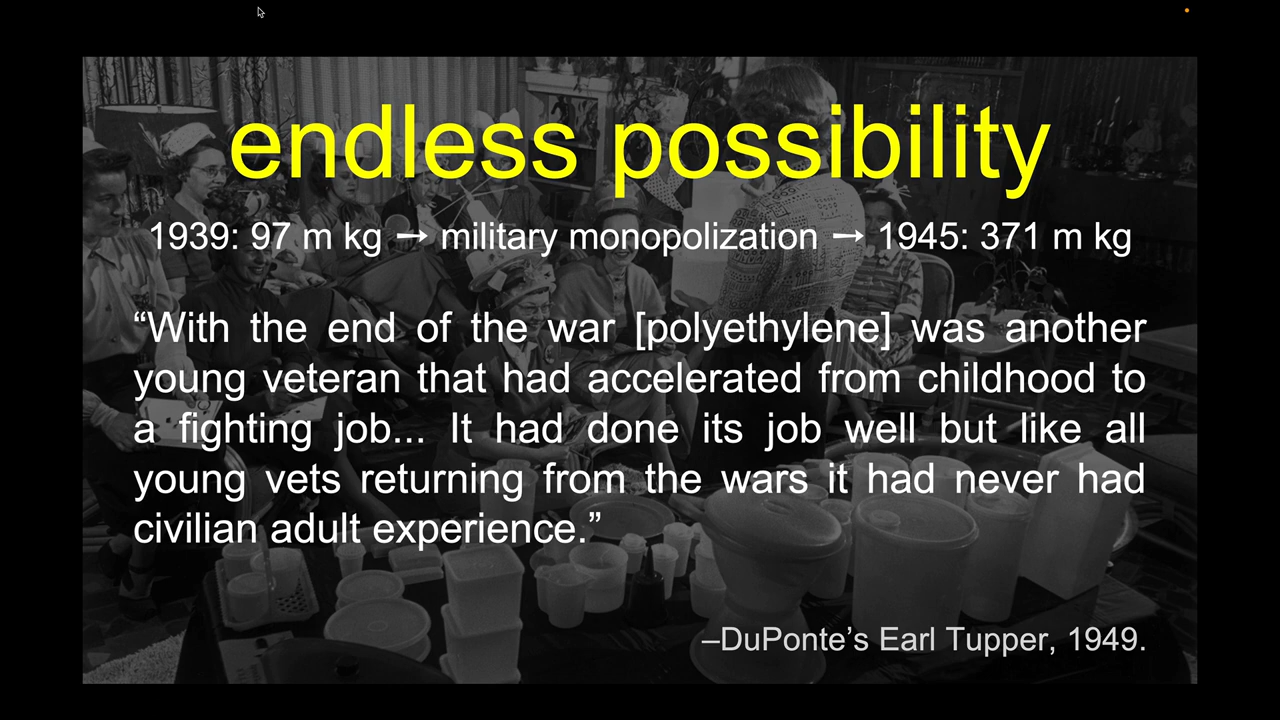 endless possibility
1939: 97 m kg → military monopolization → 1945: 371 m kg
“With the end of the war [polyethylene] was another
young veteran that had accelerated from childhood to
a fighting job... It had done its job well but like all
young vets returning from the wars it had never had
civilian adult experience.”
–DuPonte’s Earl Tupper, 1949.